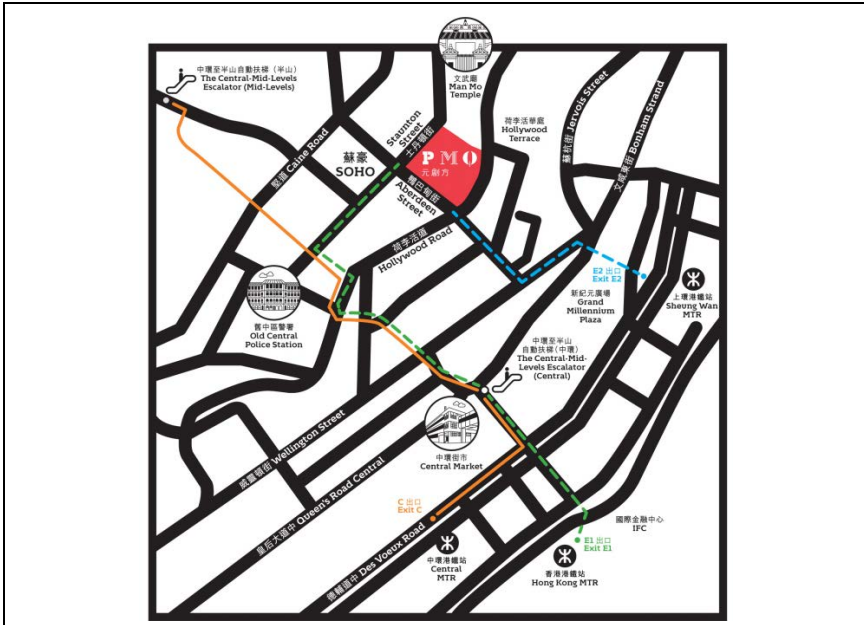 文武廟
Man Mo
Temple
中環至半山自動扶梯（半山）
The Central-Mid-Levels
Escalator (Mid-Levels)
堅道 Caine Road
Staunton
Street
士丹頓街
蘇豪
SOHO
PMQ
元創方
鴨巴甸街
Aberdeen
Street
荷李活道
Hollywood Road
荷李活華庭
Hollywood
Terrace
蘇杭街 Jervois Street
文咸東街 Bonham Strand
E2 出口
Exit E2
上環港鐵站
Sheung Wan
MTR
新紀元廣場
Grand
Millennium
Plaza
舊中區警署
Old Central
Police Station
中環至半山
自動扶梯（中環）
The Central-Mid-
Levels Escalator
(Central)
中環街市
Central Market
威靈頓街 Wellington Street
皇后大道中 Queen's Road Central
德輔道中 Des Voeux Road
C 出口
Exit C
中環港鐵站
Central
MTR
國際金融中心
IFC
E1 出口
Exit E1
香港港鐵站
Hong Kong MTR